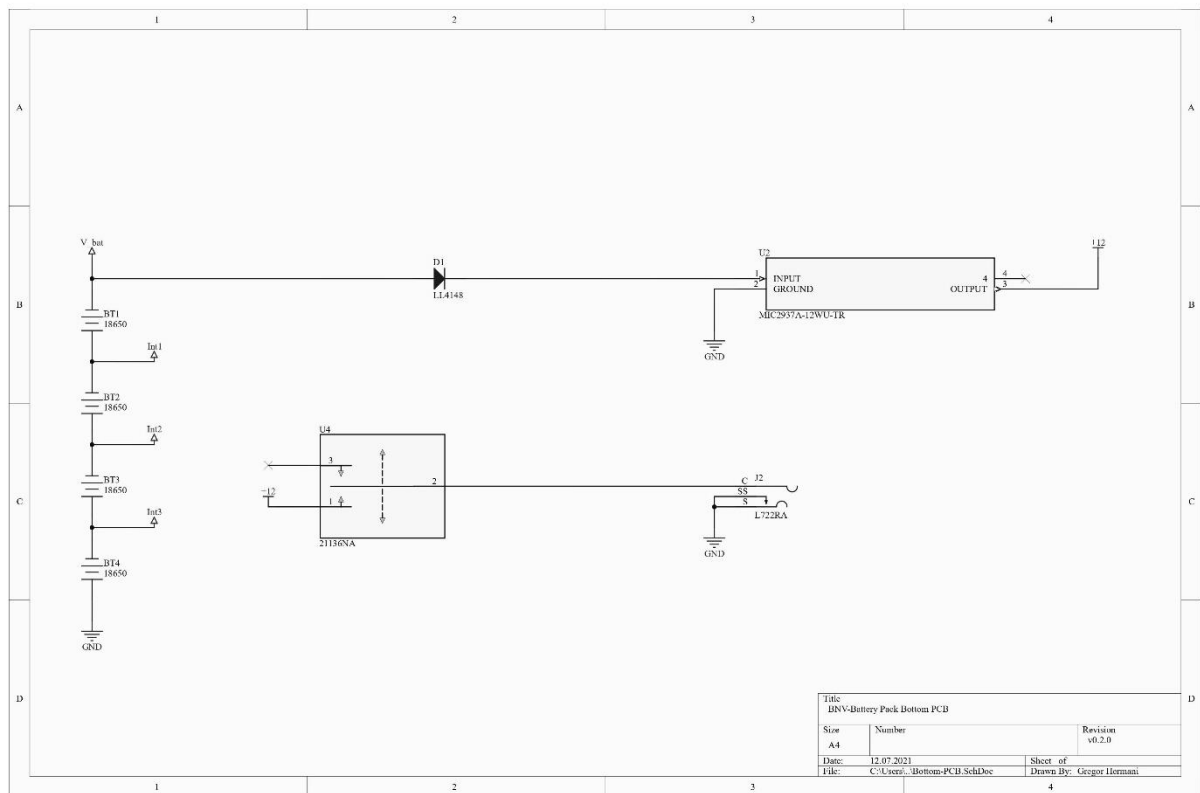 1 2 3 4
A A
V_bat
+12
D1
LL4148
U2
1 INPUT
2 GROUND
4 4
OUTPUT 3
MIC2937A-12WU-TR
GND
B B
BT1
18650
Int1
BT2
18650
Int2
BT3
18650
Int3
BT4
18650
GND
U4
3
2
1
+12
21136NA
C J2
SS
S
L722RA
GND
C C
D D
Title
BNV-Battery Pack Bottom PCB
Size Number Revision
A4 v0.2.0
Date: 12.07.2021 Sheet of
File: C:\Users\..\Bottom-PCB.SchDoc Drawn By: Gregor Hermani
1 2 3 4